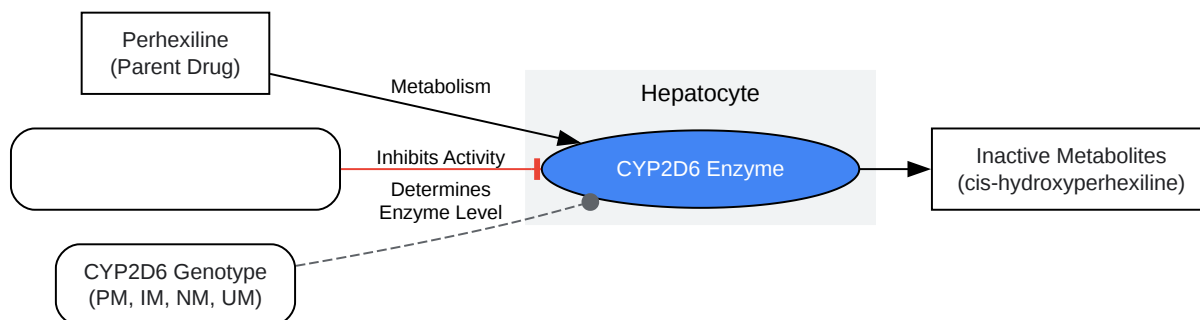 Perhexiline
(Parent Drug)
Metabolism
Hepatocyte
Inhibits Activity
CYP2D6 Enzyme
Inactive Metabolites
(cis-hydroxyperhexiline)
Determines
Enzyme Level
CYP2D6 Genotype
(PM, IM, NM, UM)